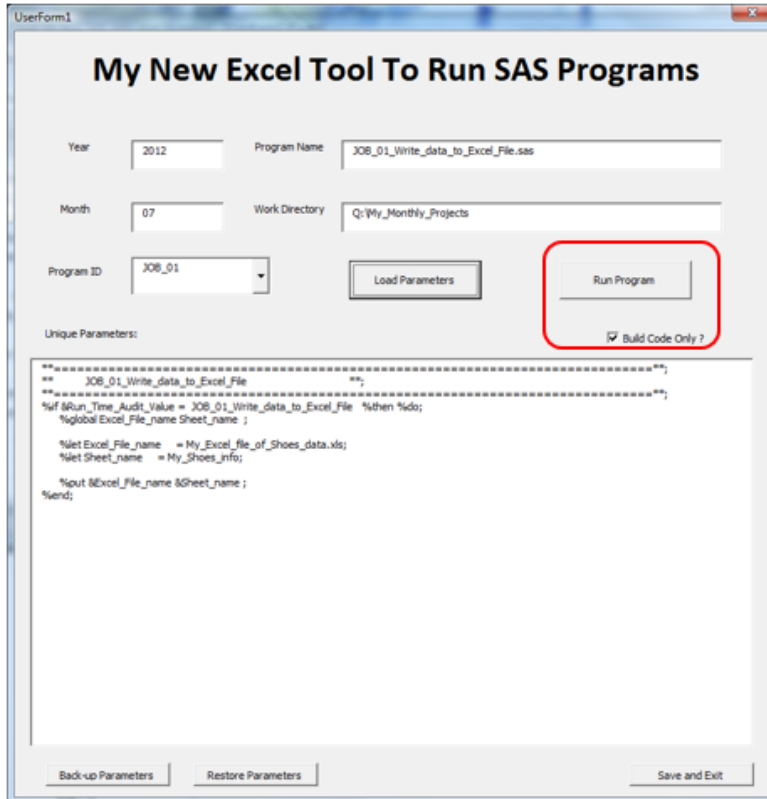 UserForm1
My New Excel Tool To Run SAS Programs
Year 2012 Program Name JOB_01_Write_data_to_Excel_File.sas
Month 07 Work Directory Q:\My_Monthly_Projects
Program ID JOB_01 Load Parameters Run Program
Unique Parameters: Build Code Only ?
**=====================================================================**;
** JOB_01_Write_data_to_Excel_File **;
**=====================================================================**;
%if &Run_Time_Audit_Value = JOB_01_Write_data_to_Excel_File %then %do;
%global Excel_File_name Sheet_name ;
%let Excel_File_name = My_Excel_file_of_Shoes_data.xls;
%let Sheet_name = My_Shoes_info;
%put &Excel_File_name &Sheet_name ;
%end;
Back-up Parameters Restore Parameters Save and Exit